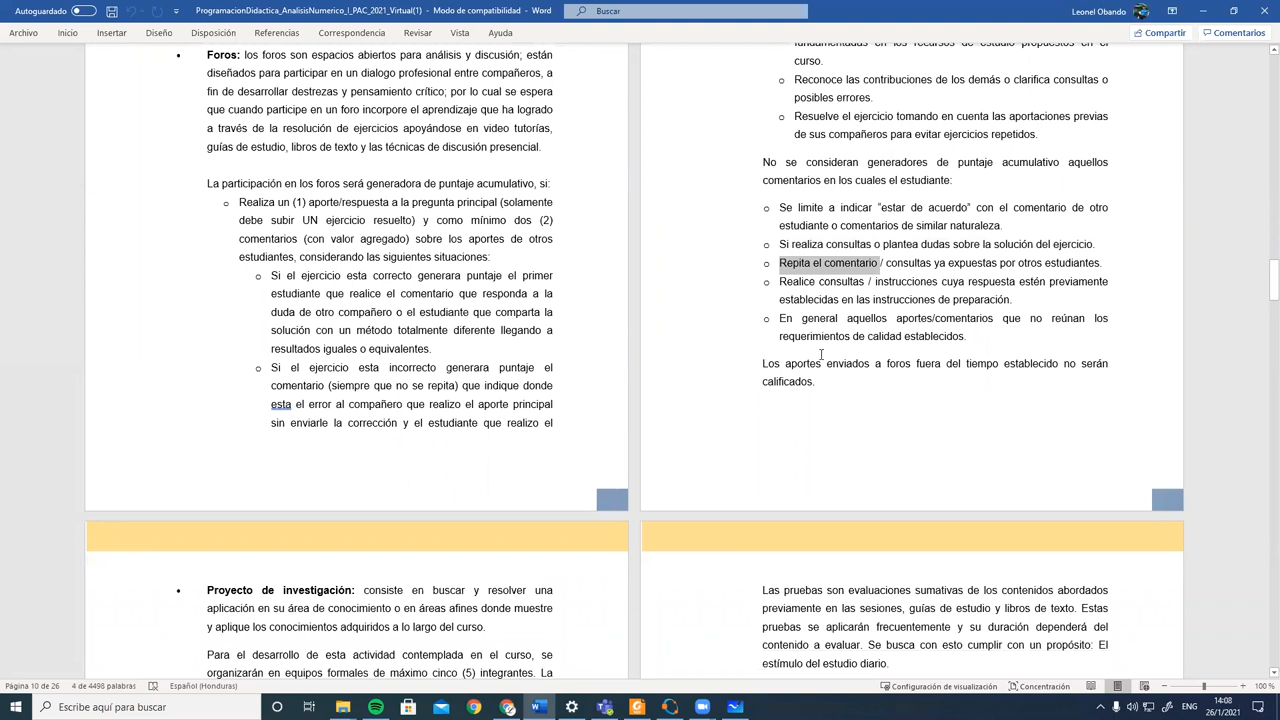 Autoguardado
ProgramacionDidactica_AnalisisNumerico_I_PAC_2021_Virtual(1) - Modo de compatibilidad - Word
Buscar
Leonel Obando
Archivo Inicio Insertar Diseño Disposición Referencias Correspondencia Revisar Vista Ayuda
Compartir Comentarios
Foros: los foros son espacios abiertos para análisis y discusión; están
diseñados para participar en un dialogo profesional entre compañeros, a
fin de desarrollar destrezas y pensamiento crítico; por lo cual se espera
que cuando participe en un foro incorpore el aprendizaje que ha logrado
a través de la resolución de ejercicios apoyándose en video tutorías,
guías de estudio, libros de texto y las técnicas de discusión presencial.
La participación en los foros será generadora de puntaje acumulativo, si:
o Realiza un (1) aporte/respuesta a la pregunta principal (solamente
debe subir UN ejercicio resuelto) y como mínimo dos (2)
comentarios (con valor agregado) sobre los aportes de otros
estudiantes, considerando las siguientes situaciones:
o Si el ejercicio esta correcto generara puntaje el primer
estudiante que realice el comentario que responda a la
duda de otro compañero o el estudiante que comparta la
solución con un método totalmente diferente llegando a
resultados iguales o equivalentes.
o Si el ejercicio esta incorrecto generara puntaje el
comentario (siempre que no se repita) que indique donde
esta el error al compañero que realizo el aporte principal
sin enviarle la corrección y el estudiante que realizo el
fundamentadas en los recursos de estudio propuestos en el
curso.
o Reconoce las contribuciones de los demás o clarifica consultas o
posibles errores.
o Resuelve el ejercicio tomando en cuenta las aportaciones previas
de sus compañeros para evitar ejercicios repetidos.
No se consideran generadores de puntaje acumulativo aquellos
comentarios en los cuales el estudiante:
o Se limite a indicar “estar de acuerdo” con el comentario de otro
estudiante o comentarios de similar naturaleza.
o Si realiza consultas o plantea dudas sobre la solución del ejercicio.
o Repita el comentario / consultas ya expuestas por otros estudiantes.
o Realice consultas / instrucciones cuya respuesta estén previamente
establecidas en las instrucciones de preparación.
o En general aquellos aportes/comentarios que no reúnan los
requerimientos de calidad establecidos.
Los aportes enviados a foros fuera del tiempo establecido no serán
calificados.
Proyecto de investigación: consiste en buscar y resolver una
aplicación en su área de conocimiento o en áreas afines donde muestre
y aplique los conocimientos adquiridos a lo largo del curso.
Para el desarrollo de esta actividad contemplada en el curso, se
organizarán en equipos formales de máximo cinco (5) integrantes. La
Las pruebas son evaluaciones sumativas de los contenidos abordados
previamente en las sesiones, guías de estudio y libros de texto. Estas
pruebas se aplicarán frecuentemente y su duración dependerá del
contenido a evaluar. Se busca con esto cumplir con un propósito: El
estímulo del estudio diario.
Página 10 de 26 4 de 4498 palabras Español (Honduras)
Configuración de visualización Concentración 100 %
Escribe aquí para buscar
ENG
14:08
26/1/2021